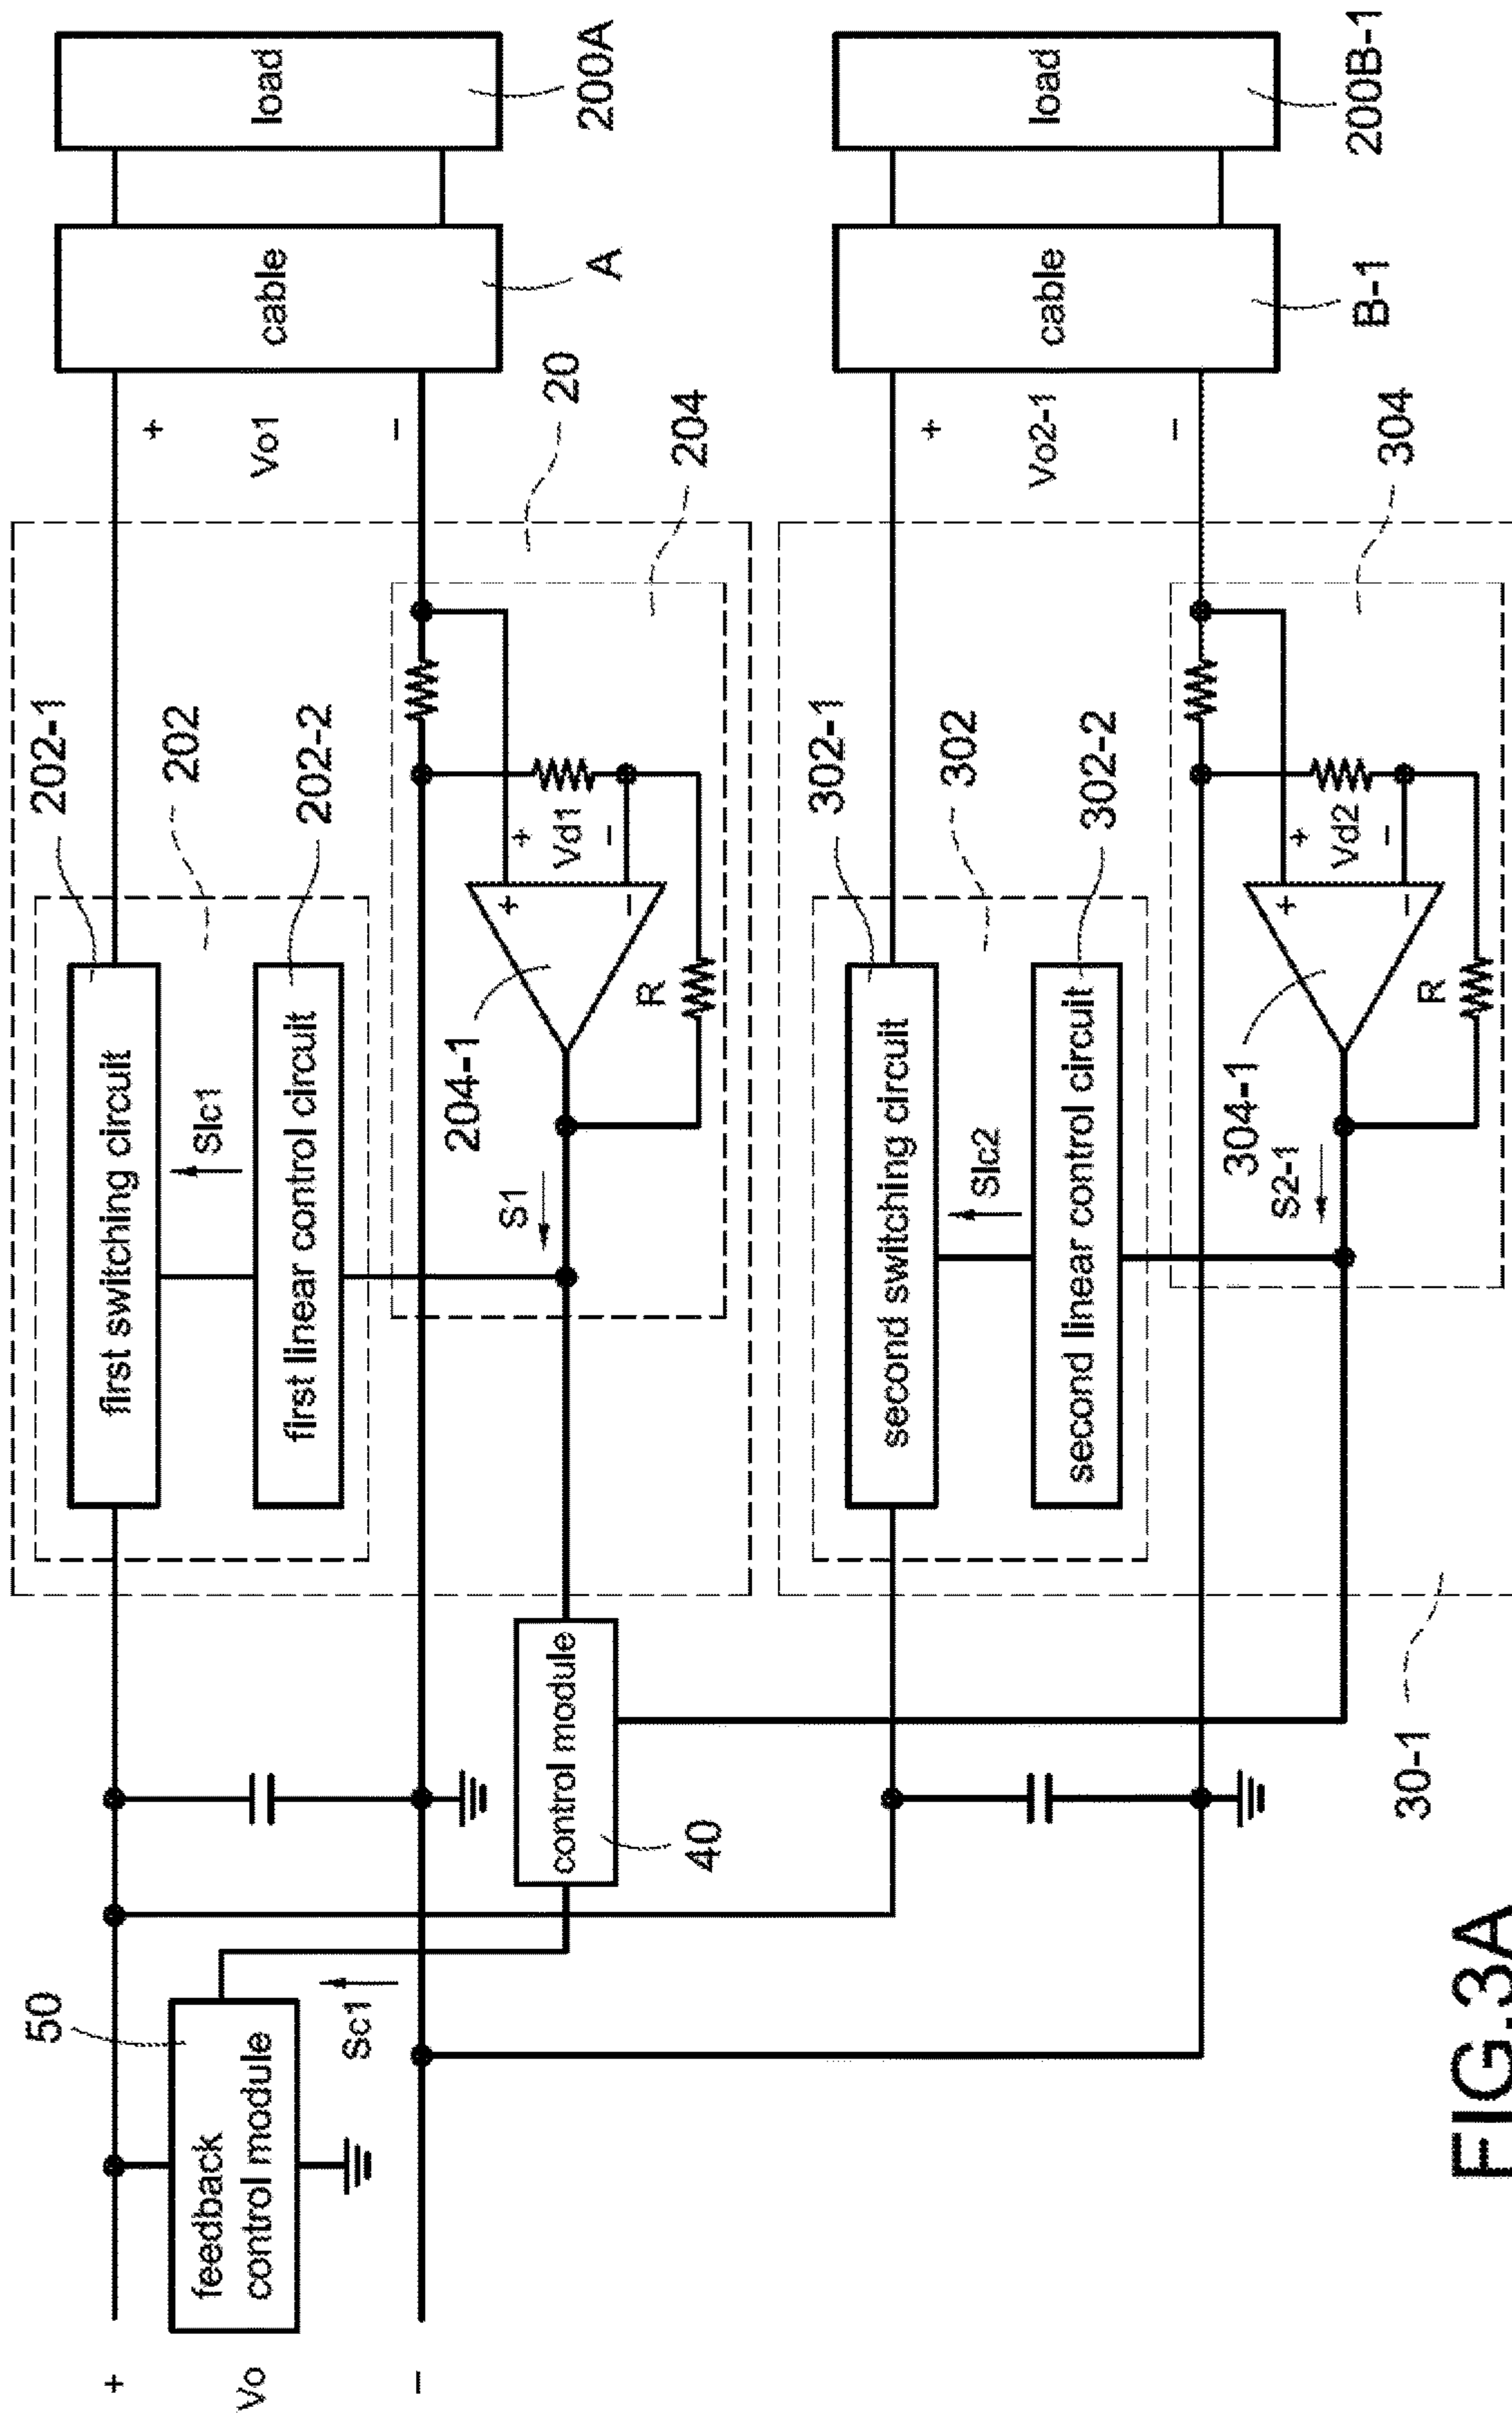 50
feedback
control module
+
Vo
−
Sc1
control module
40
202-1
202
202-2
first switching circuit
Slc1
first linear control circuit
S1
204-1
+
−
+
Vd1
−
R
20
204
+
Vo1
−
cable
A
load
200A
302-1
302
302-2
second switching circuit
Slc2
second linear control circuit
S2-1
304-1
+
−
+
Vd2
−
R
30-1
304
+
Vo2-1
−
cable
B-1
load
200B-1
FIG.3A